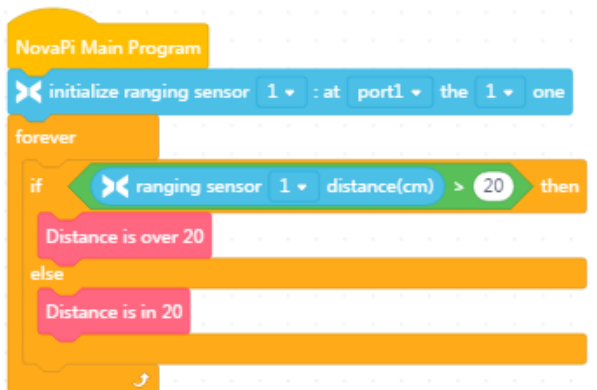 NovaPi Main Program
initialize ranging sensor 1 : at port1 the 1 one
forever
if ranging sensor 1 distance(cm) > 20 then
Distance is over 20
else
Distance is in 20